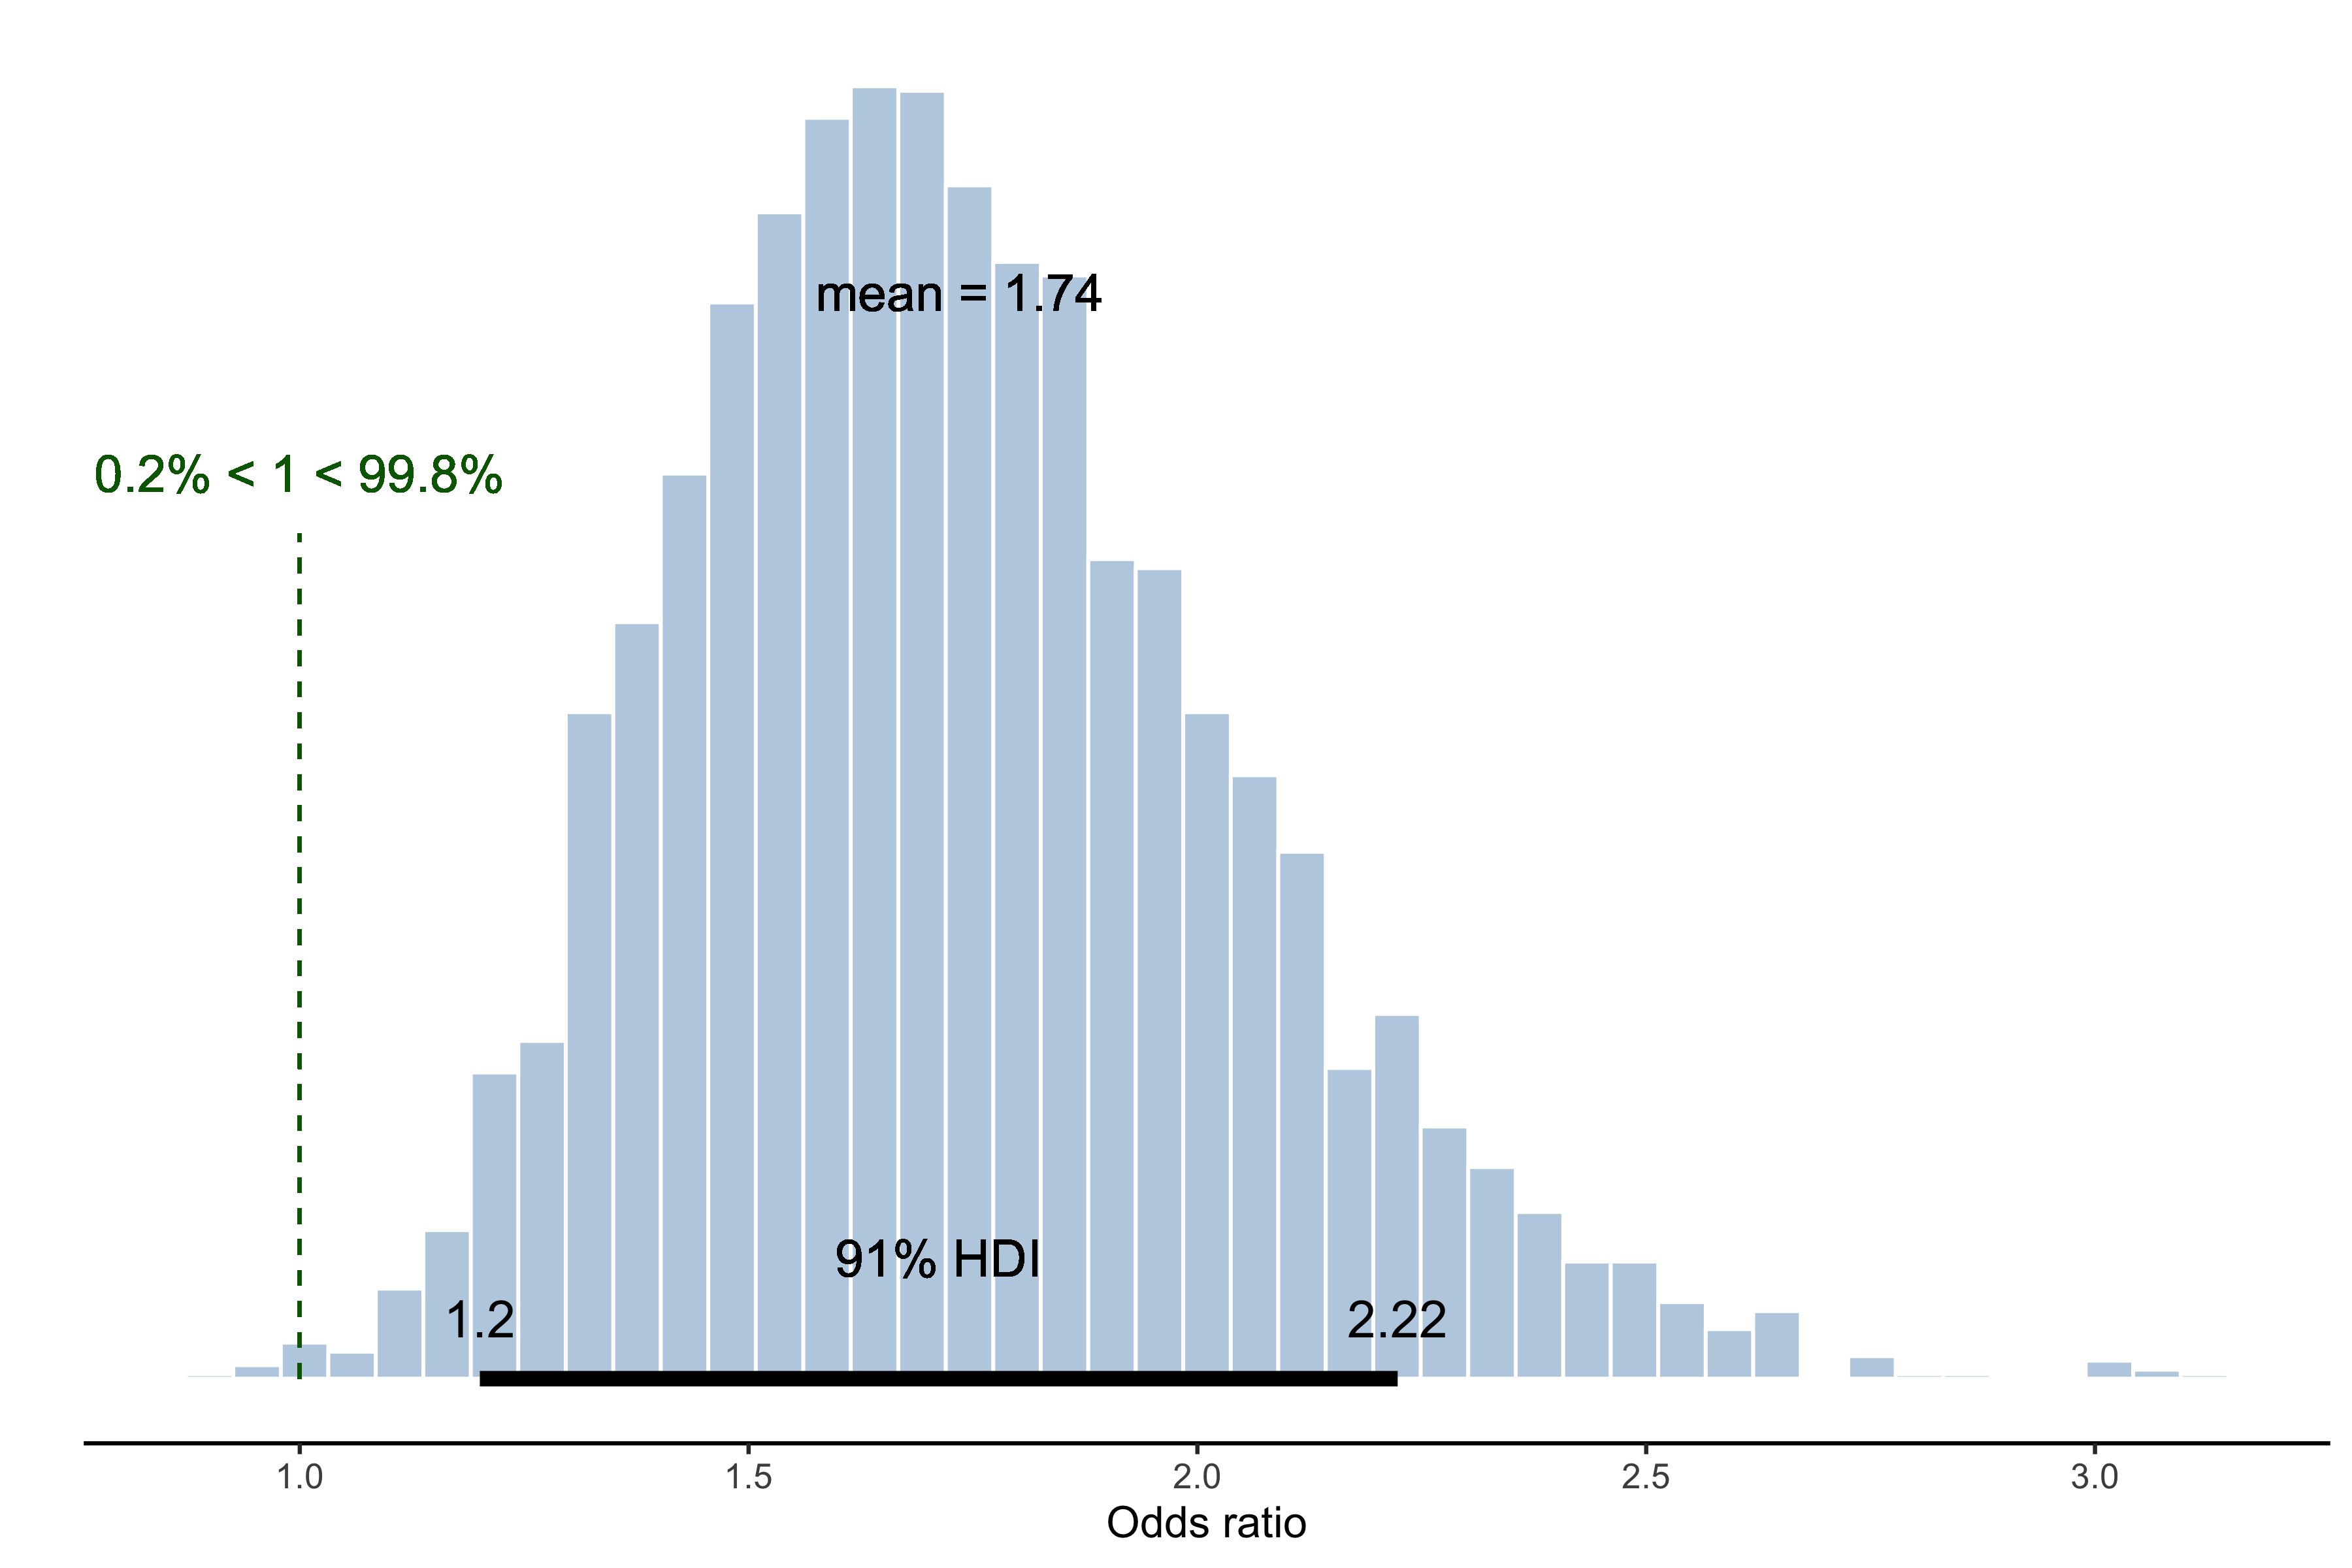 mean = 1.74
0.2% < 1 < 99.8%
91% HDI
1.2
2.22
1.0
1.5
2.0
2.5
3.0
Odds ratio